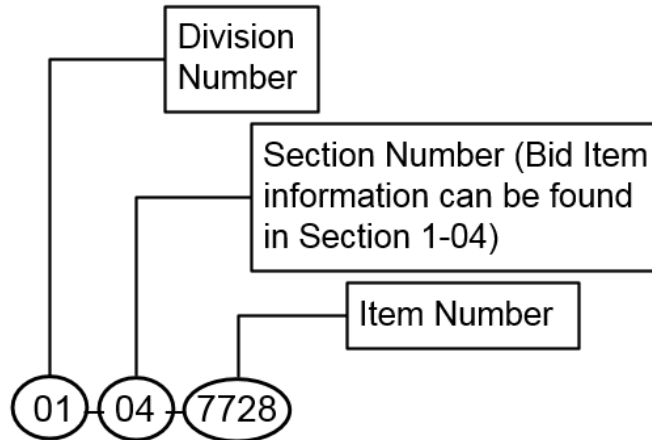 Division
Number
Section Number (Bid Item
information can be found
in Section 1-04)
Item Number
01-04-7728